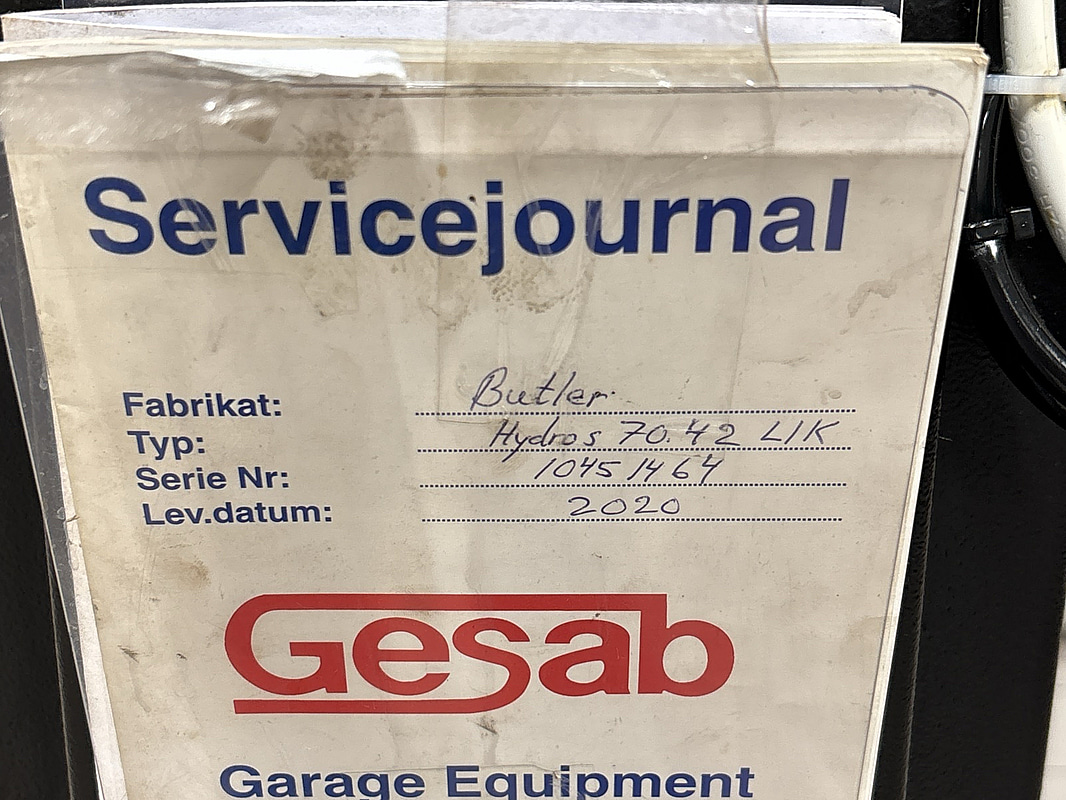 Servicejournal
Fabrikat: Butler
Typ: Hydros 70.42 LIK
Serie Nr: 10451464
Lev.datum: 2020
Gesab
Garage Equipment